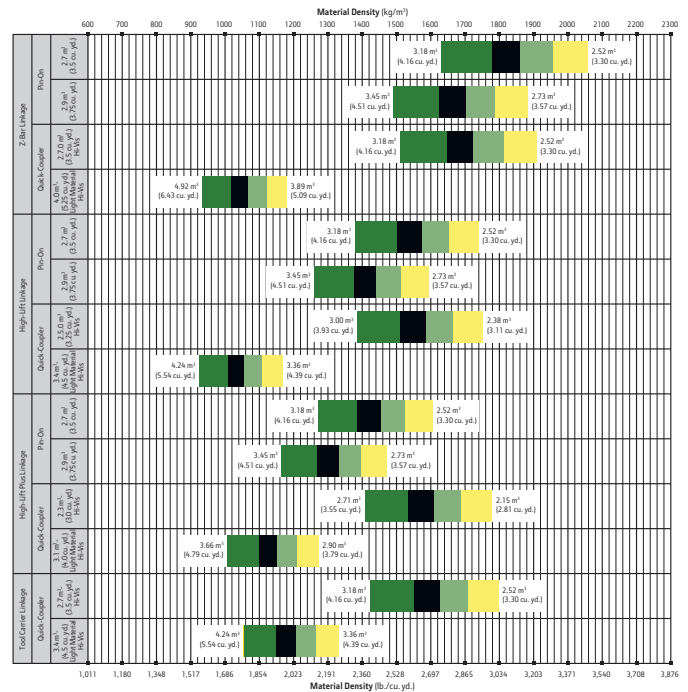 Material Density (kg/m³)
600 700 800 900 1000 1100 1200 1300 1400 1500 1600 1700 1800 1900 2000 2100 2200 2300
Z-Bar Linkage
Pin-On
2.7 m³
(3.5 cu. yd.)
3.18 m³
(4.16 cu. yd.)
2.52 m³
(3.30 cu. yd.)
2.9 m³
(3.75 cu. yd.)
3.45 m³
(4.51 cu. yd.)
2.73 m³
(3.57 cu. yd.)
Quick-Coupler
2.7.0 m³
(3.5 cu. yd.)
Hi-Vis
3.18 m³
(4.16 cu. yd.)
2.52 m³
(3.30 cu. yd.)
4.0 m³-
(5.25 cu. yd.)
Light Material
Hi-Vis
4.92 m³
(6.43 cu. yd.)
3.89 m³
(5.09 cu. yd.)
High-Lift Linkage
Pin-On
2.7 m³
(3.5 cu. yd.)
3.18 m³
(4.16 cu. yd.)
2.52 m³
(3.30 cu. yd.)
2.9 m³
(3.75 cu. yd.)
3.45 m³
(4.51 cu. yd.)
2.73 m³
(3.57 cu. yd.)
Quick-Coupler
2.5.0 m³
(3.25 cu. yd.)
Hi-Vis
3.00 m³
(3.93 cu. yd.)
2.38 m³
(3.11 cu. yd.)
3.4 m³-
(4.5 cu. yd.)
Light Material
Hi-Vis
4.24 m³
(5.54 cu. yd.)
3.36 m³
(4.39 cu. yd.)
High-Lift Plus Linkage
Pin-On
2.7 m³
(3.5 cu. yd.)
3.18 m³
(4.16 cu. yd.)
2.52 m³
(3.30 cu. yd.)
2.9 m³
(3.75 cu. yd.)
3.45 m³
(4.51 cu. yd.)
2.73 m³
(3.57 cu. yd.)
Quick-Coupler
2.3 m³-
(3.0 cu. yd.)
Hi-Vis
2.71 m³
(3.55 cu. yd.)
2.15 m³
(2.81 cu. yd.)
3.1 m³-
(4.0 cu. yd.)
Light Material
Hi-Vis
3.66 m³
(4.79 cu. yd.)
2.90 m³
(3.79 cu. yd.)
Tool Carrier Linkage
Quick-Coupler
2.7 m³-
(3.5 cu. yd.)
Hi-Vis
3.18 m³
(4.16 cu. yd.)
2.52 m³
(3.30 cu. yd.)
3.4 m³-
(4.5 cu. yd.)
Light Material
Hi-Vis
4.24 m³
(5.54 cu. yd.)
3.36 m³
(4.39 cu. yd.)
1,011 1,180 1,348 1,517 1,686 1,854 2,023 2,191 2,360 2,528 2,697 2,865 3,034 3,203 3,371 3,540 3,708 3,876
Material Density (lb./cu. yd.)